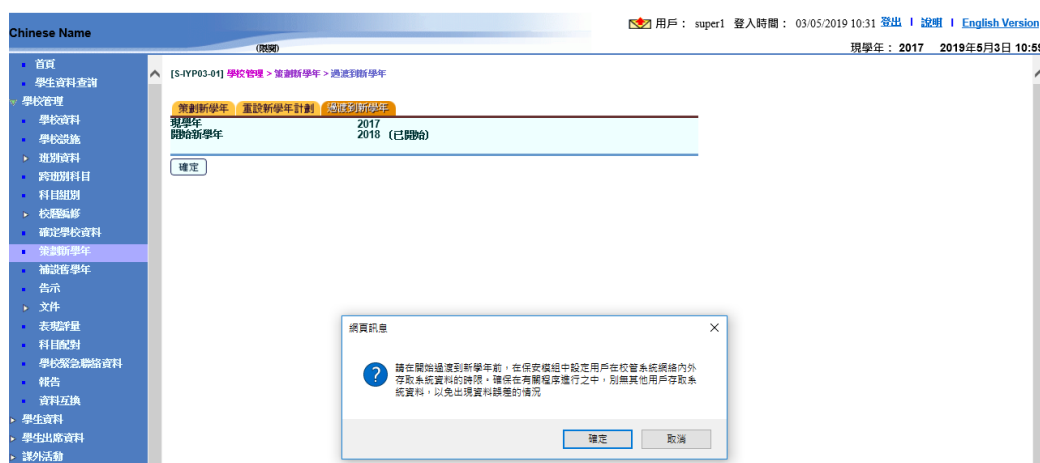 Chinese Name
用戶： super1 登入時間： 03/05/2019 10:31 登出 | 說明 | English Version
(限閱)
現學年： 2017 2019年5月3日 10:59
首頁
學生資料查詢
學校管理
學校資料
學校設施
班別資料
跨班別科目
科目組別
校曆編修
確定學校資料
策劃新學年
補設舊學年
告示
文件
表現評量
科目配對
學校緊急聯絡資料
報告
資料互換
學生資料
學生出席資料
課外活動
[S-IYP03-01] 學校管理 > 策劃新學年 > 過渡到新學年
策劃新學年 重設新學年計劃 過渡到新學年
現學年 2017
開始新學年 2018 (已開始)
確定
網頁訊息
請在開始過渡到新學年前，在保安模組中設定用戶在校管系統網絡內外
存取系統資料的時限，確保在有關程序進行之中，別無其他用戶存取系
統資料，以免出現資料誤差的情況
確定 取消